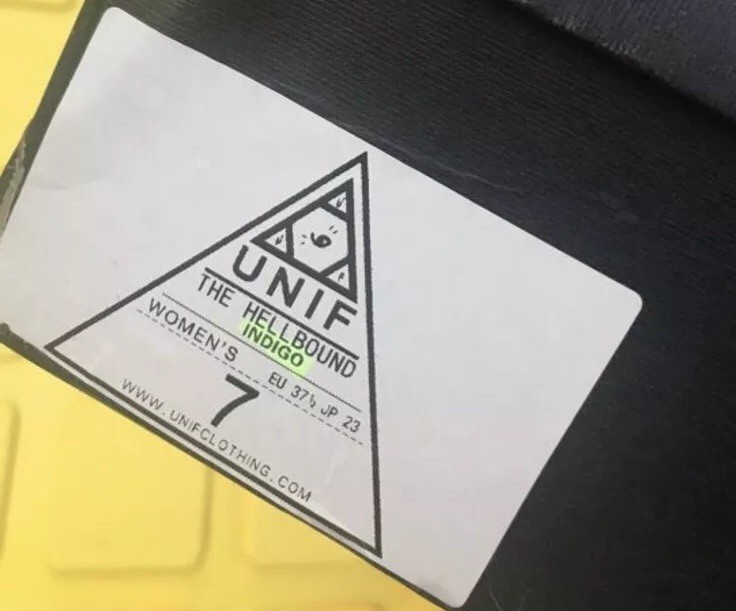 UNIF
THE HELLBOUND
INDIGO
WOMEN'S EU 37½ JP 23
7
WWW.UNIFCLOTHING.COM